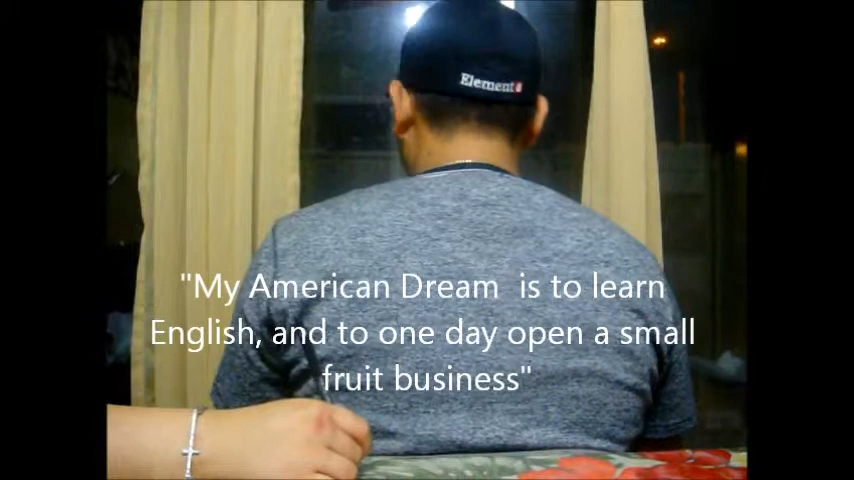 Element
"My American Dream  is to learn
English, and to one day open a small
fruit business"